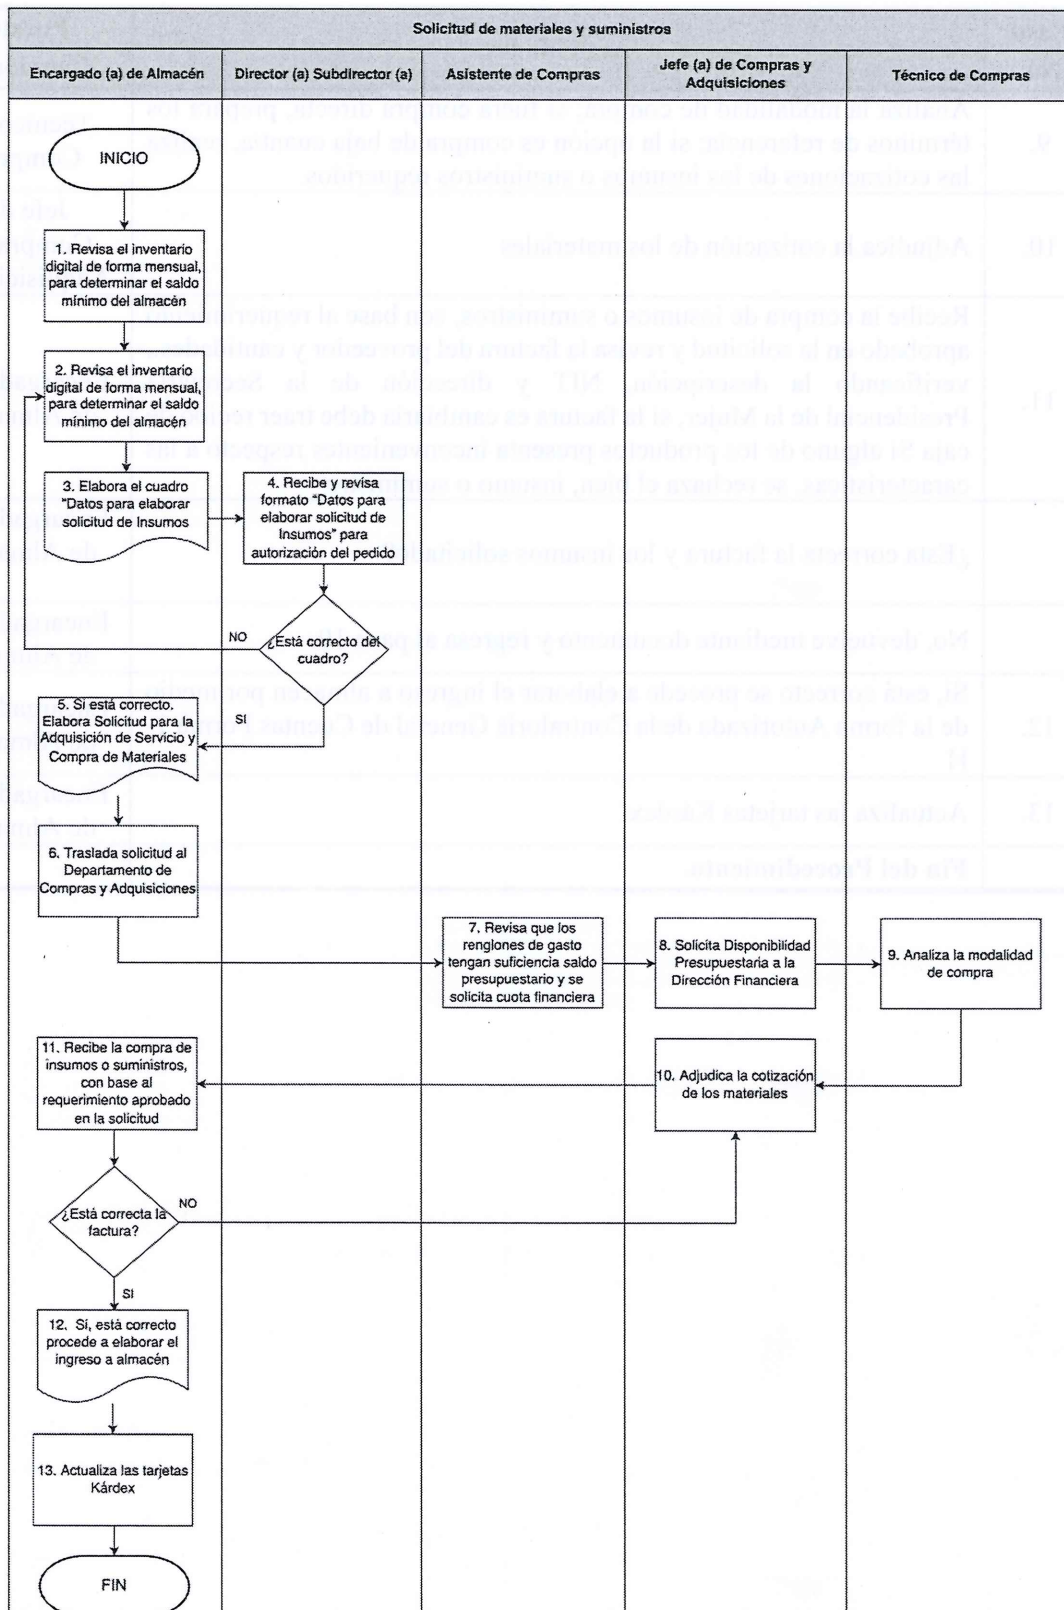 Solicitud de materiales y suministros
Encargado (a) de Almacén
Director (a) Subdirector (a)
Asistente de Compras
Jefe (a) de Compras y
Adquisiciones
Técnico de Compras
INICIO
1. Revisa el inventario
digital de forma mensual,
para determinar el saldo
mínimo del almacén
2. Revisa el inventario
digital de forma mensual,
para determinar el saldo
mínimo del almacén
3. Elabora el cuadro
"Datos para elaborar
solicitud de Insumos
4. Recibe y revisa
formato "Datos para
elaborar solicitud de
Insumos" para
autorización del pedido
NO
¿Está correcto del
cuadro?
SI
5. Sí está correcto.
Elabora Solicitud para la
Adquisición de Servicio y
Compra de Materiales
6. Traslada solicitud al
Departamento de
Compras y Adquisiciones
7. Revisa que los
renglones de gasto
tengan suficiencia saldo
presupuestario y se
solicita cuota financiera
8. Solicita Disponibilidad
Presupuestaria a la
Dirección Financiera
9. Analiza la modalidad
de compra
10. Adjudica la cotización
de los materiales
11. Recibe la compra de
insumos o suministros,
con base al
requerimiento aprobado
en la solicitud
¿Está correcta la
factura?
NO
SI
12. Sí, está correcto
procede a elaborar el
ingreso a almacén
13. Actualiza las tarjetas
Kárdex
FIN